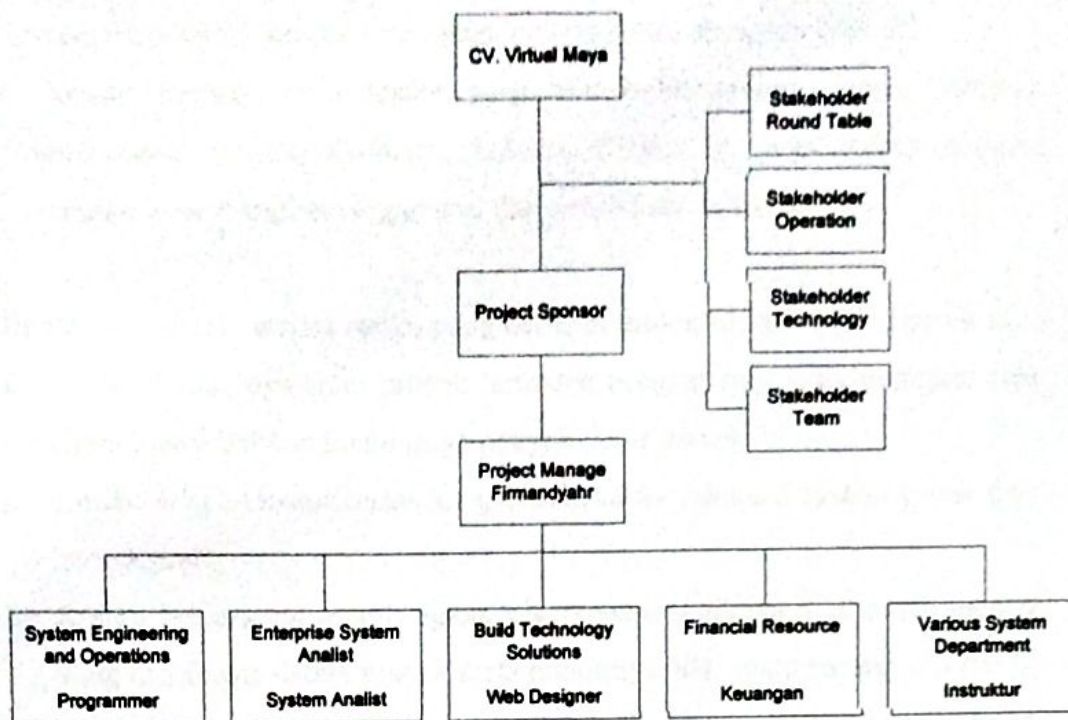 CV. Virtual Maya
Stakeholder
Round Table
Stakeholder
Operation
Project Sponsor
Stakeholder
Technology
Stakeholder
Team
Project Manage
Firmandyahr
System Engineering
and Operations
Programmer
Enterprise System
Analist
System Analist
Build Technology
Solutions
Web Designer
Financial Resource
Keuangan
Various System
Department
Instruktur